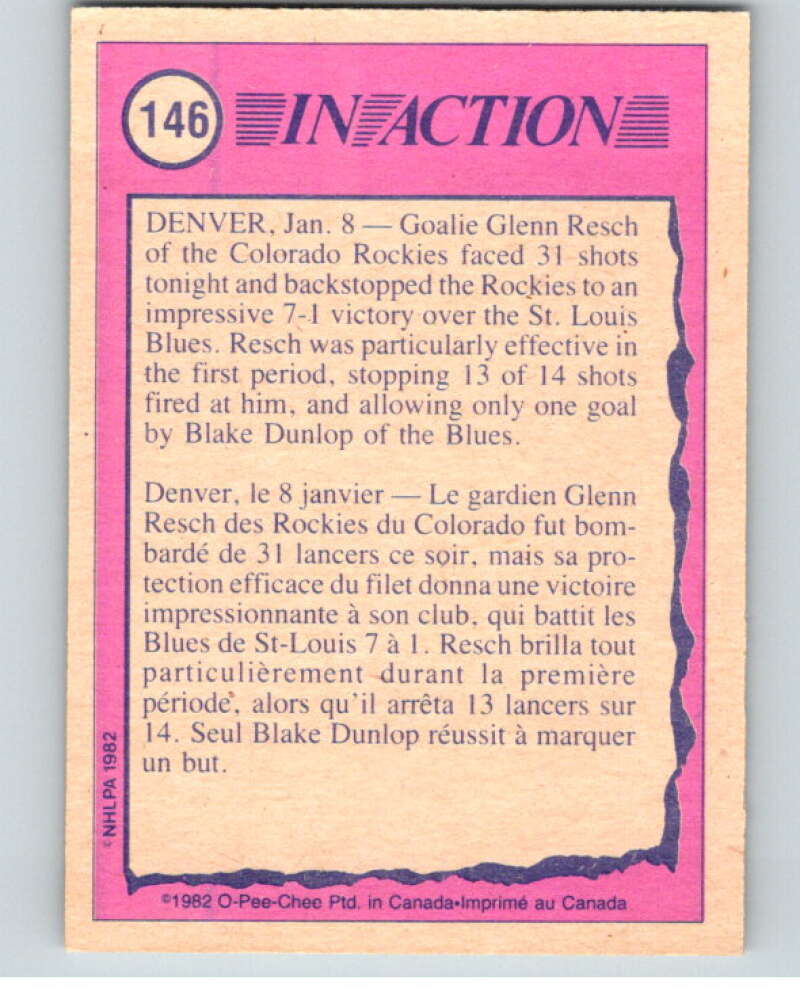 146 IN ACTION
DENVER, Jan. 8 — Goalie Glenn Resch
of the Colorado Rockies faced 31 shots
tonight and backstopped the Rockies to an
impressive 7-1 victory over the St. Louis
Blues. Resch was particularly effective in
the first period, stopping 13 of 14 shots
fired at him, and allowing only one goal
by Blake Dunlop of the Blues.
Denver, le 8 janvier — Le gardien Glenn
Resch des Rockies du Colorado fut bom-
bardé de 31 lancers ce soir, mais sa pro-
tection efficace du filet donna une victoire
impressionnante à son club, qui battit les
Blues de St-Louis 7 à 1. Resch brilla tout
particulièrement durant la première
période, alors qu'il arrêta 13 lancers sur
14. Seul Blake Dunlop réussit à marquer
un but.
©NHLPA 1982
©1982 O-Pee-Chee Ptd. in Canada•Imprimé au Canada